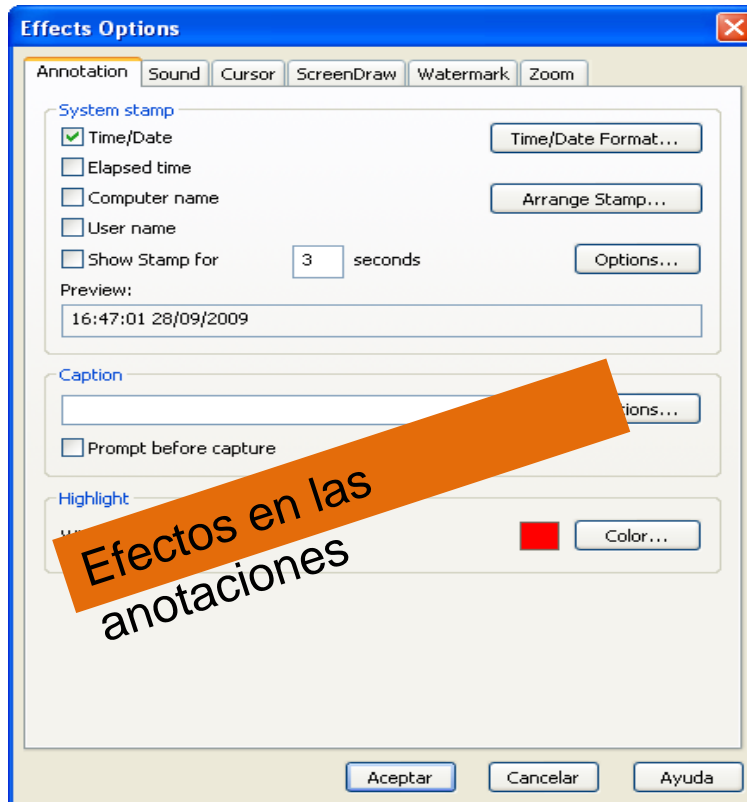 Effects Options
Annotation Sound Cursor ScreenDraw Watermark Zoom
System stamp
Time/Date Time/Date Format...
Elapsed time
Computer name Arrange Stamp...
User name
Show Stamp for 3 seconds Options...
Preview:
16:47:01 28/09/2009
Caption
Prompt before capture
Highlight
Color...
Efectos en las
anotaciones
Aceptar Cancelar Ayuda